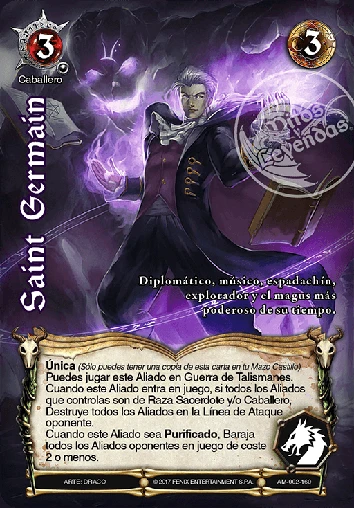 3
3
Caballero
Mitos y
Leyendas
Saint Germain
Diplomático, músico, espadachín,
explorador y el magus más
poderoso de su tiempo.
Única (Sólo puedes tener una copia de esta carta en tu Mazo Castillo)
Puedes jugar este Aliado en Guerra de Talismanes.
Cuando este Aliado entra en juego, si todos los Aliados
que controlas son de Raza Sacerdote y/o Caballero,
Destruye todos los Aliados en la Línea de Ataque
oponente.
Cuando este Aliado sea Purificado, Baraja
todos los Aliados oponentes en juego de coste
2 o menos.
ARTE: DRACO
© 2017 FENIX ENTERTAINMENT S.P.A.